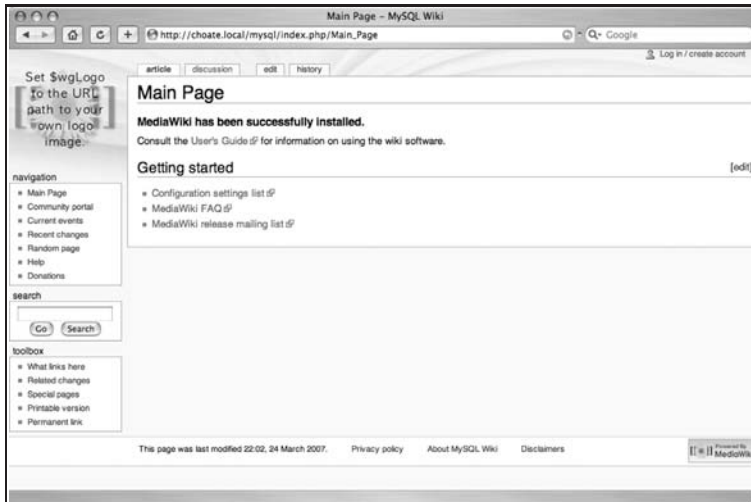 Main Page – MySQL Wiki
http://choate.local/mysql/index.php/Main_Page
Google
Log in / create account
Set $wgLogo
to the URL
path to your
own logo
image.
article discussion edit history
Main Page
MediaWiki has been successfully installed.
Consult the User's Guide for information on using the wiki software.
Getting started [edit]
Configuration settings list
MediaWiki FAQ
MediaWiki release mailing list
navigation
Main Page
Community portal
Current events
Recent changes
Random page
Help
Donations
search
Go Search
toolbox
What links here
Related changes
Special pages
Printable version
Permanent link
This page was last modified 22:02, 24 March 2007. Privacy policy About MySQL Wiki Disclaimers
Powered By
MediaWik